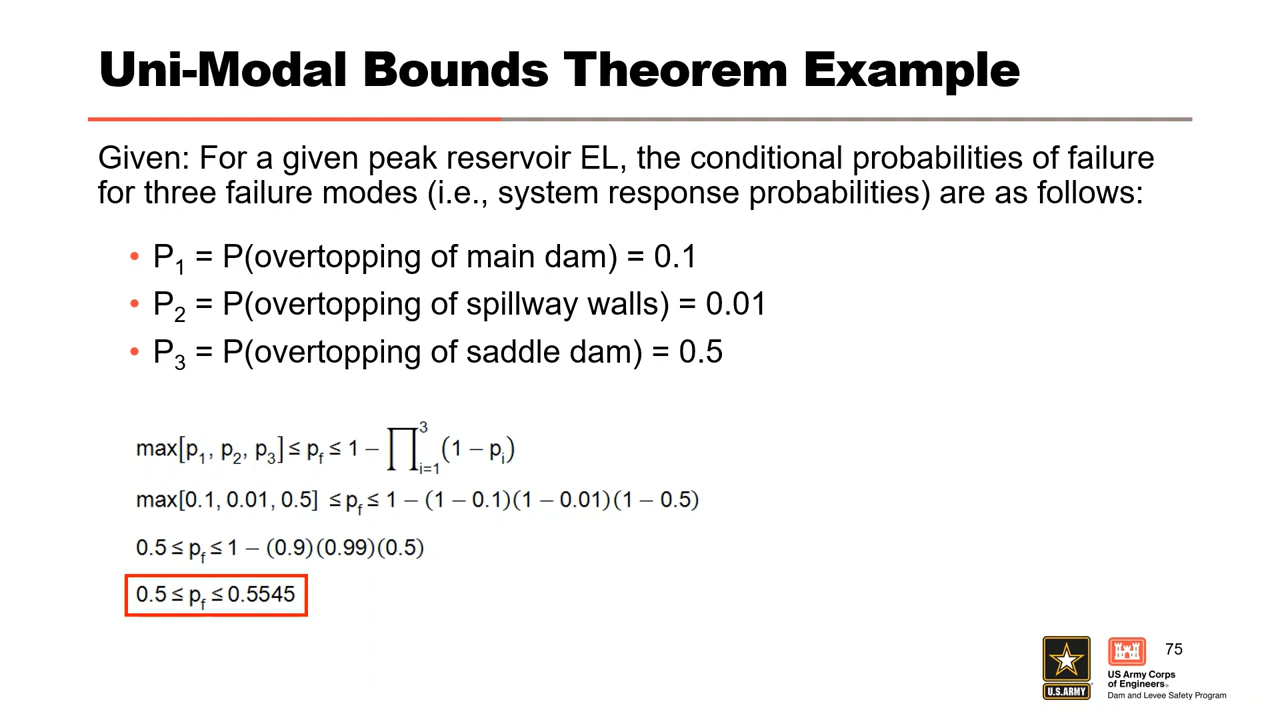 Uni-Modal Bounds Theorem Example
Given: For a given peak reservoir EL, the conditional probabilities of failure
for three failure modes (i.e., system response probabilities) are as follows:
• P₁ = P(overtopping of main dam) = 0.1
• P₂ = P(overtopping of spillway walls) = 0.01
• P₃ = P(overtopping of saddle dam) = 0.5
max[p₁, p₂, p₃] ≤ p_f ≤ 1 − ∏³ᵢ₌₁ (1 − pᵢ)
max[0.1, 0.01, 0.5] ≤ p_f ≤ 1 − (1 − 0.1)(1 − 0.01)(1 − 0.5)
0.5 ≤ p_f ≤ 1 − (0.9)(0.99)(0.5)
0.5 ≤ p_f ≤ 0.5545
U.S.ARMY
US Army Corps
of Engineers®
Dam and Levee Safety Program
75